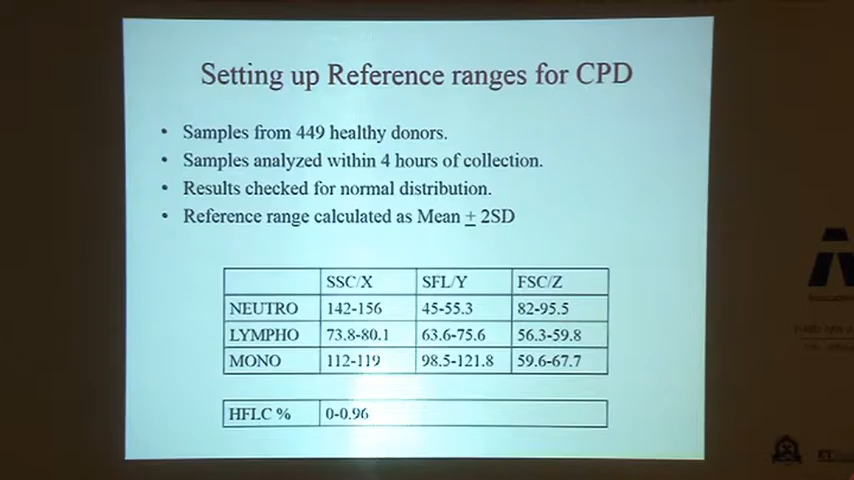 Setting up Reference ranges for CPD
• Samples from 449 healthy donors.
• Samples analyzed within 4 hours of collection.
• Results checked for normal distribution.
• Reference range calculated as Mean ± 2SD
SSC/X SFL/Y FSC/Z
NEUTRO 142-156 45-55.3 82-95.5
LYMPHO 73.8-80.1 63.6-75.6 56.3-59.8
MONO 112-119 98.5-121.8 59.6-67.7
HFLC % 0-0.96